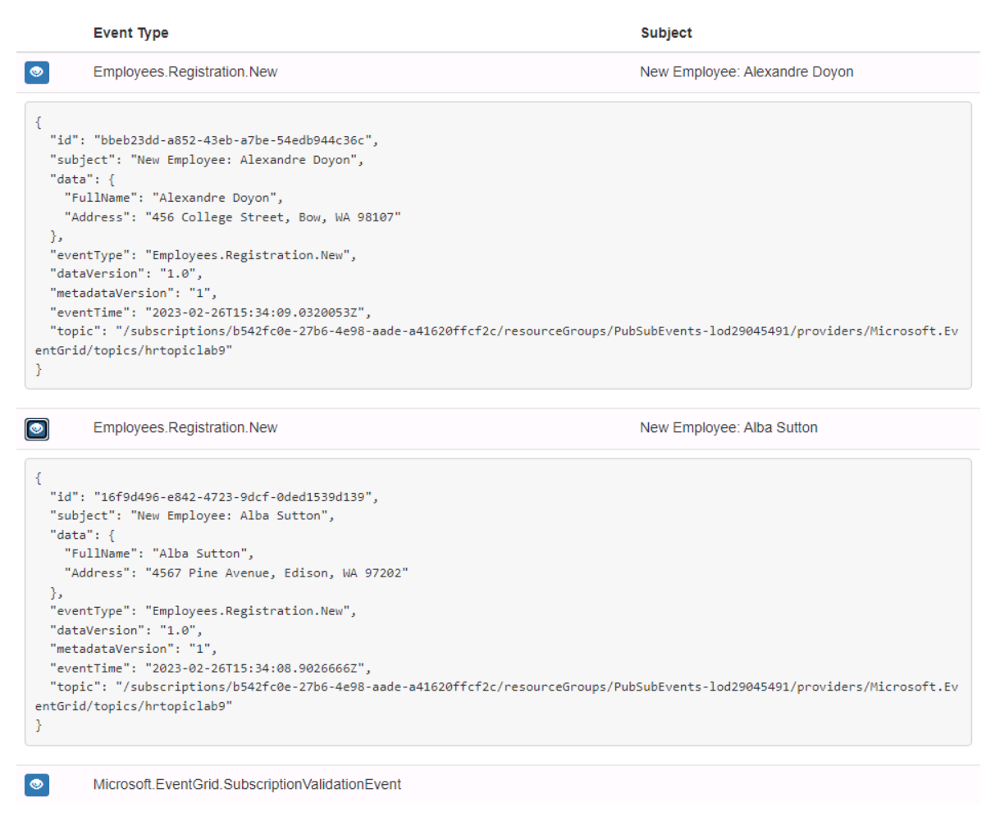 Event Type Subject
Employees.Registration.New New Employee: Alexandre Doyon
{
  "id": "bbeb23dd-a852-43eb-a7be-54edb944c36c",
  "subject": "New Employee: Alexandre Doyon",
  "data": {
    "FullName": "Alexandre Doyon",
    "Address": "456 College Street, Bow, WA 98107"
  },
  "eventType": "Employees.Registration.New",
  "dataVersion": "1.0",
  "metadataVersion": "1",
  "eventTime": "2023-02-26T15:34:09.0320053Z",
  "topic": "/subscriptions/b542fc0e-27b6-4e98-aade-a41620ffcf2c/resourceGroups/PubSubEvents-lod29045491/providers/Microsoft.Ev
entGrid/topics/hrtopiclab9"
}
Employees.Registration.New New Employee: Alba Sutton
{
  "id": "16f9d496-e842-4723-9dcf-0ded1539d139",
  "subject": "New Employee: Alba Sutton",
  "data": {
    "FullName": "Alba Sutton",
    "Address": "4567 Pine Avenue, Edison, WA 97202"
  },
  "eventType": "Employees.Registration.New",
  "dataVersion": "1.0",
  "metadataVersion": "1",
  "eventTime": "2023-02-26T15:34:08.9026666Z",
  "topic": "/subscriptions/b542fc0e-27b6-4e98-aade-a41620ffcf2c/resourceGroups/PubSubEvents-lod29045491/providers/Microsoft.Ev
entGrid/topics/hrtopiclab9"
}
Microsoft.EventGrid.SubscriptionValidationEvent